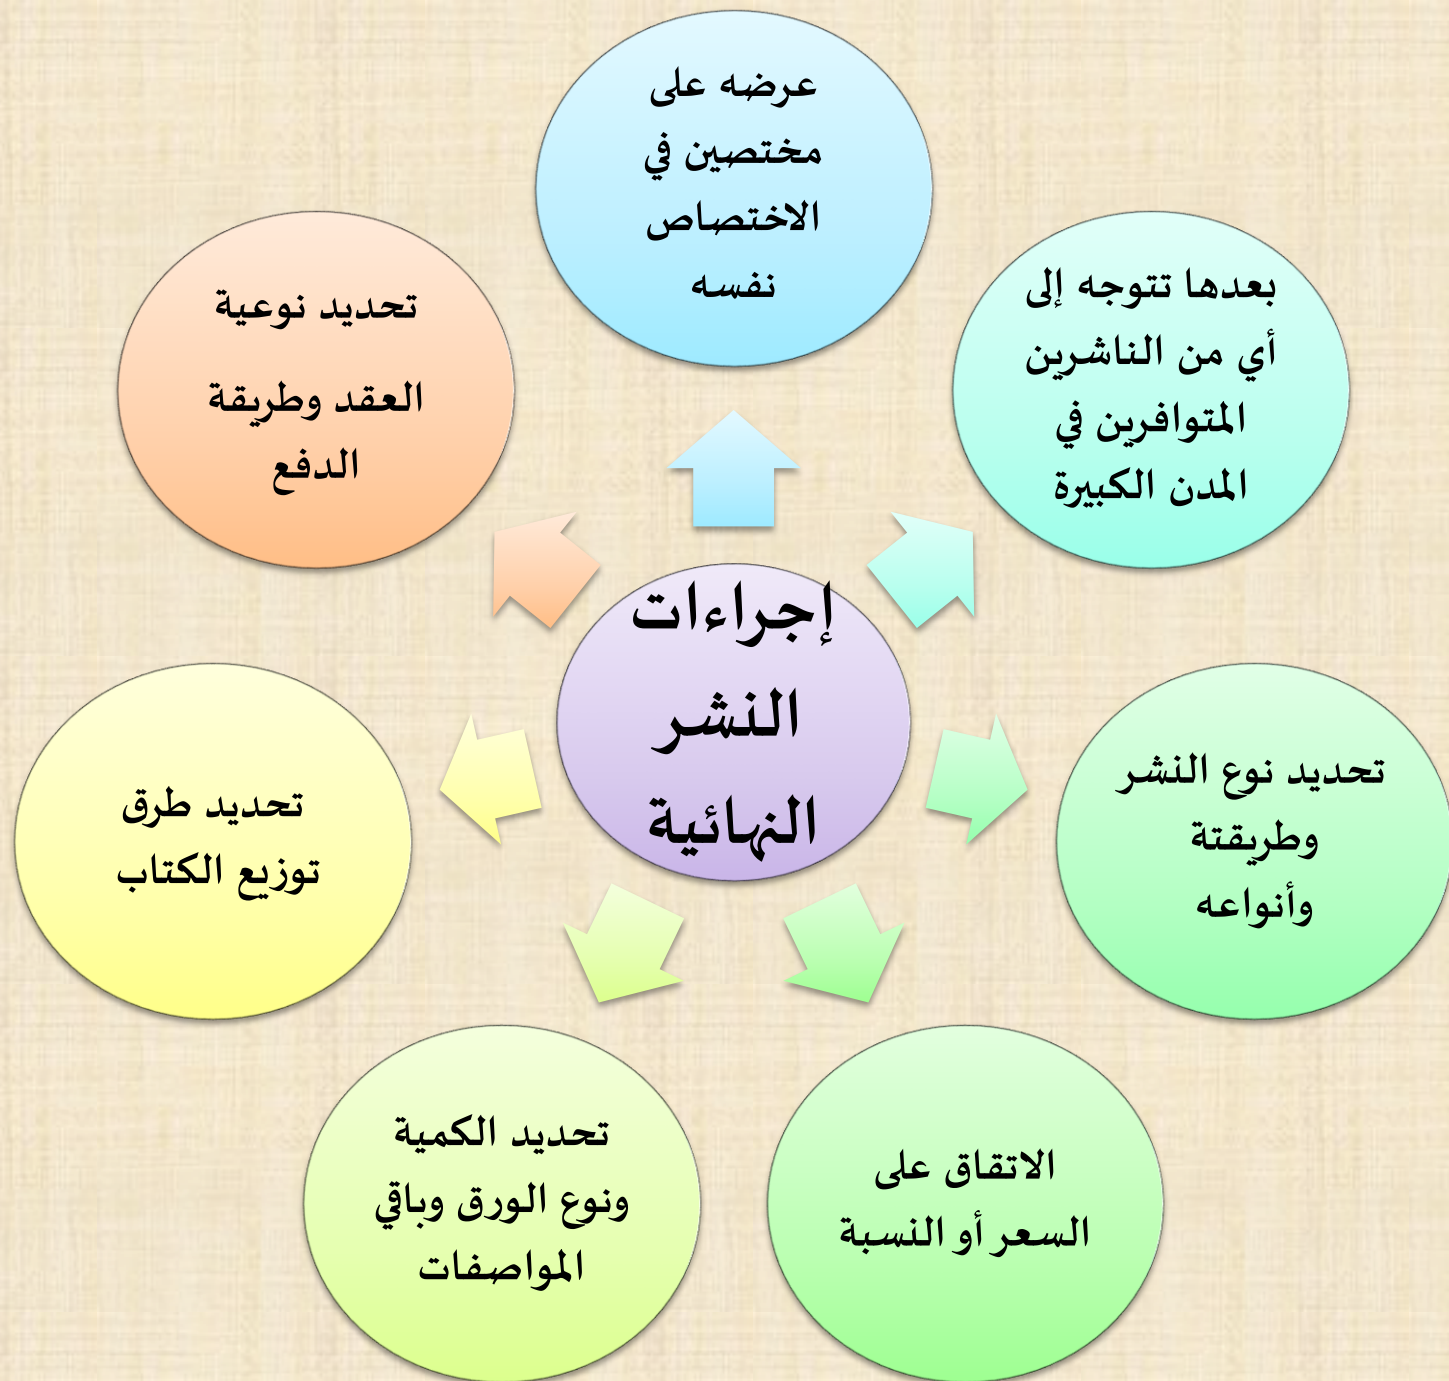 إجراءات
النشر
النهائية
عرضه على
مختصين في
الاختصاص
نفسه
بعدها تتوجه إلى
أي من الناشرين
المتوافرين في
المدن الكبيرة
تحديد نوع النشر
وطريقتة
وأنواعه
الاتقاق على
السعر أو النسبة
تحديد الكمية
ونوع الورق وباقي
المواصفات
تحديد طرق
توزيع الكتاب
تحديد نوعية
العقد وطريقة
الدفع